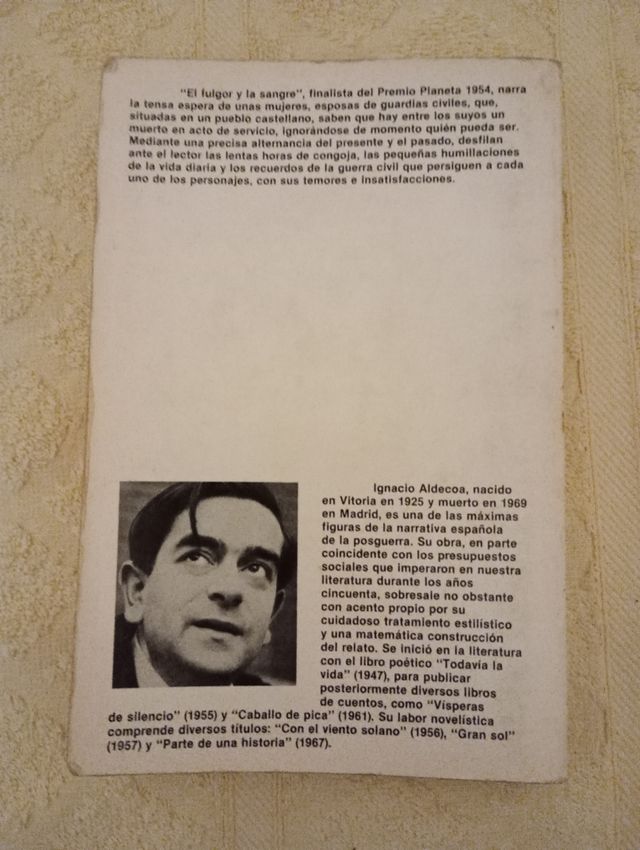 "El fulgor y la sangre", finalista del Premio Planeta 1954, narra
la tensa espera de unas mujeres, esposas de guardias civiles, que,
situadas en un pueblo castellano, saben que hay entre los suyos un
muerto en acto de servicio, ignorándose de momento quién pueda ser.
Mediante una precisa alternancia del presente y el pasado, desfilan
ante el lector las lentas horas de congoja, las pequeñas humillaciones
de la vida diaria y los recuerdos de la guerra civil que persiguen a cada
uno de los personajes, con sus temores e insatisfacciones.
Ignacio Aldecoa, nacido
en Vitoria en 1925 y muerto en 1969
en Madrid, es una de las máximas
figuras de la narrativa española
de la posguerra. Su obra, en parte
coincidente con los presupuestos
sociales que imperaron en nuestra
literatura durante los años
cincuenta, sobresale no obstante
con acento propio por su
cuidadoso tratamiento estilístico
y una matemática construcción
del relato. Se inició en la literatura
con el libro poético "Todavía la
vida" (1947), para publicar
posteriormente diversos libros
de cuentos, como "Vísperas
de silencio" (1955) y "Caballo de pica" (1961). Su labor novelística
comprende diversos títulos: "Con el viento solano" (1956), "Gran sol"
(1957) y "Parte de una historia" (1967).